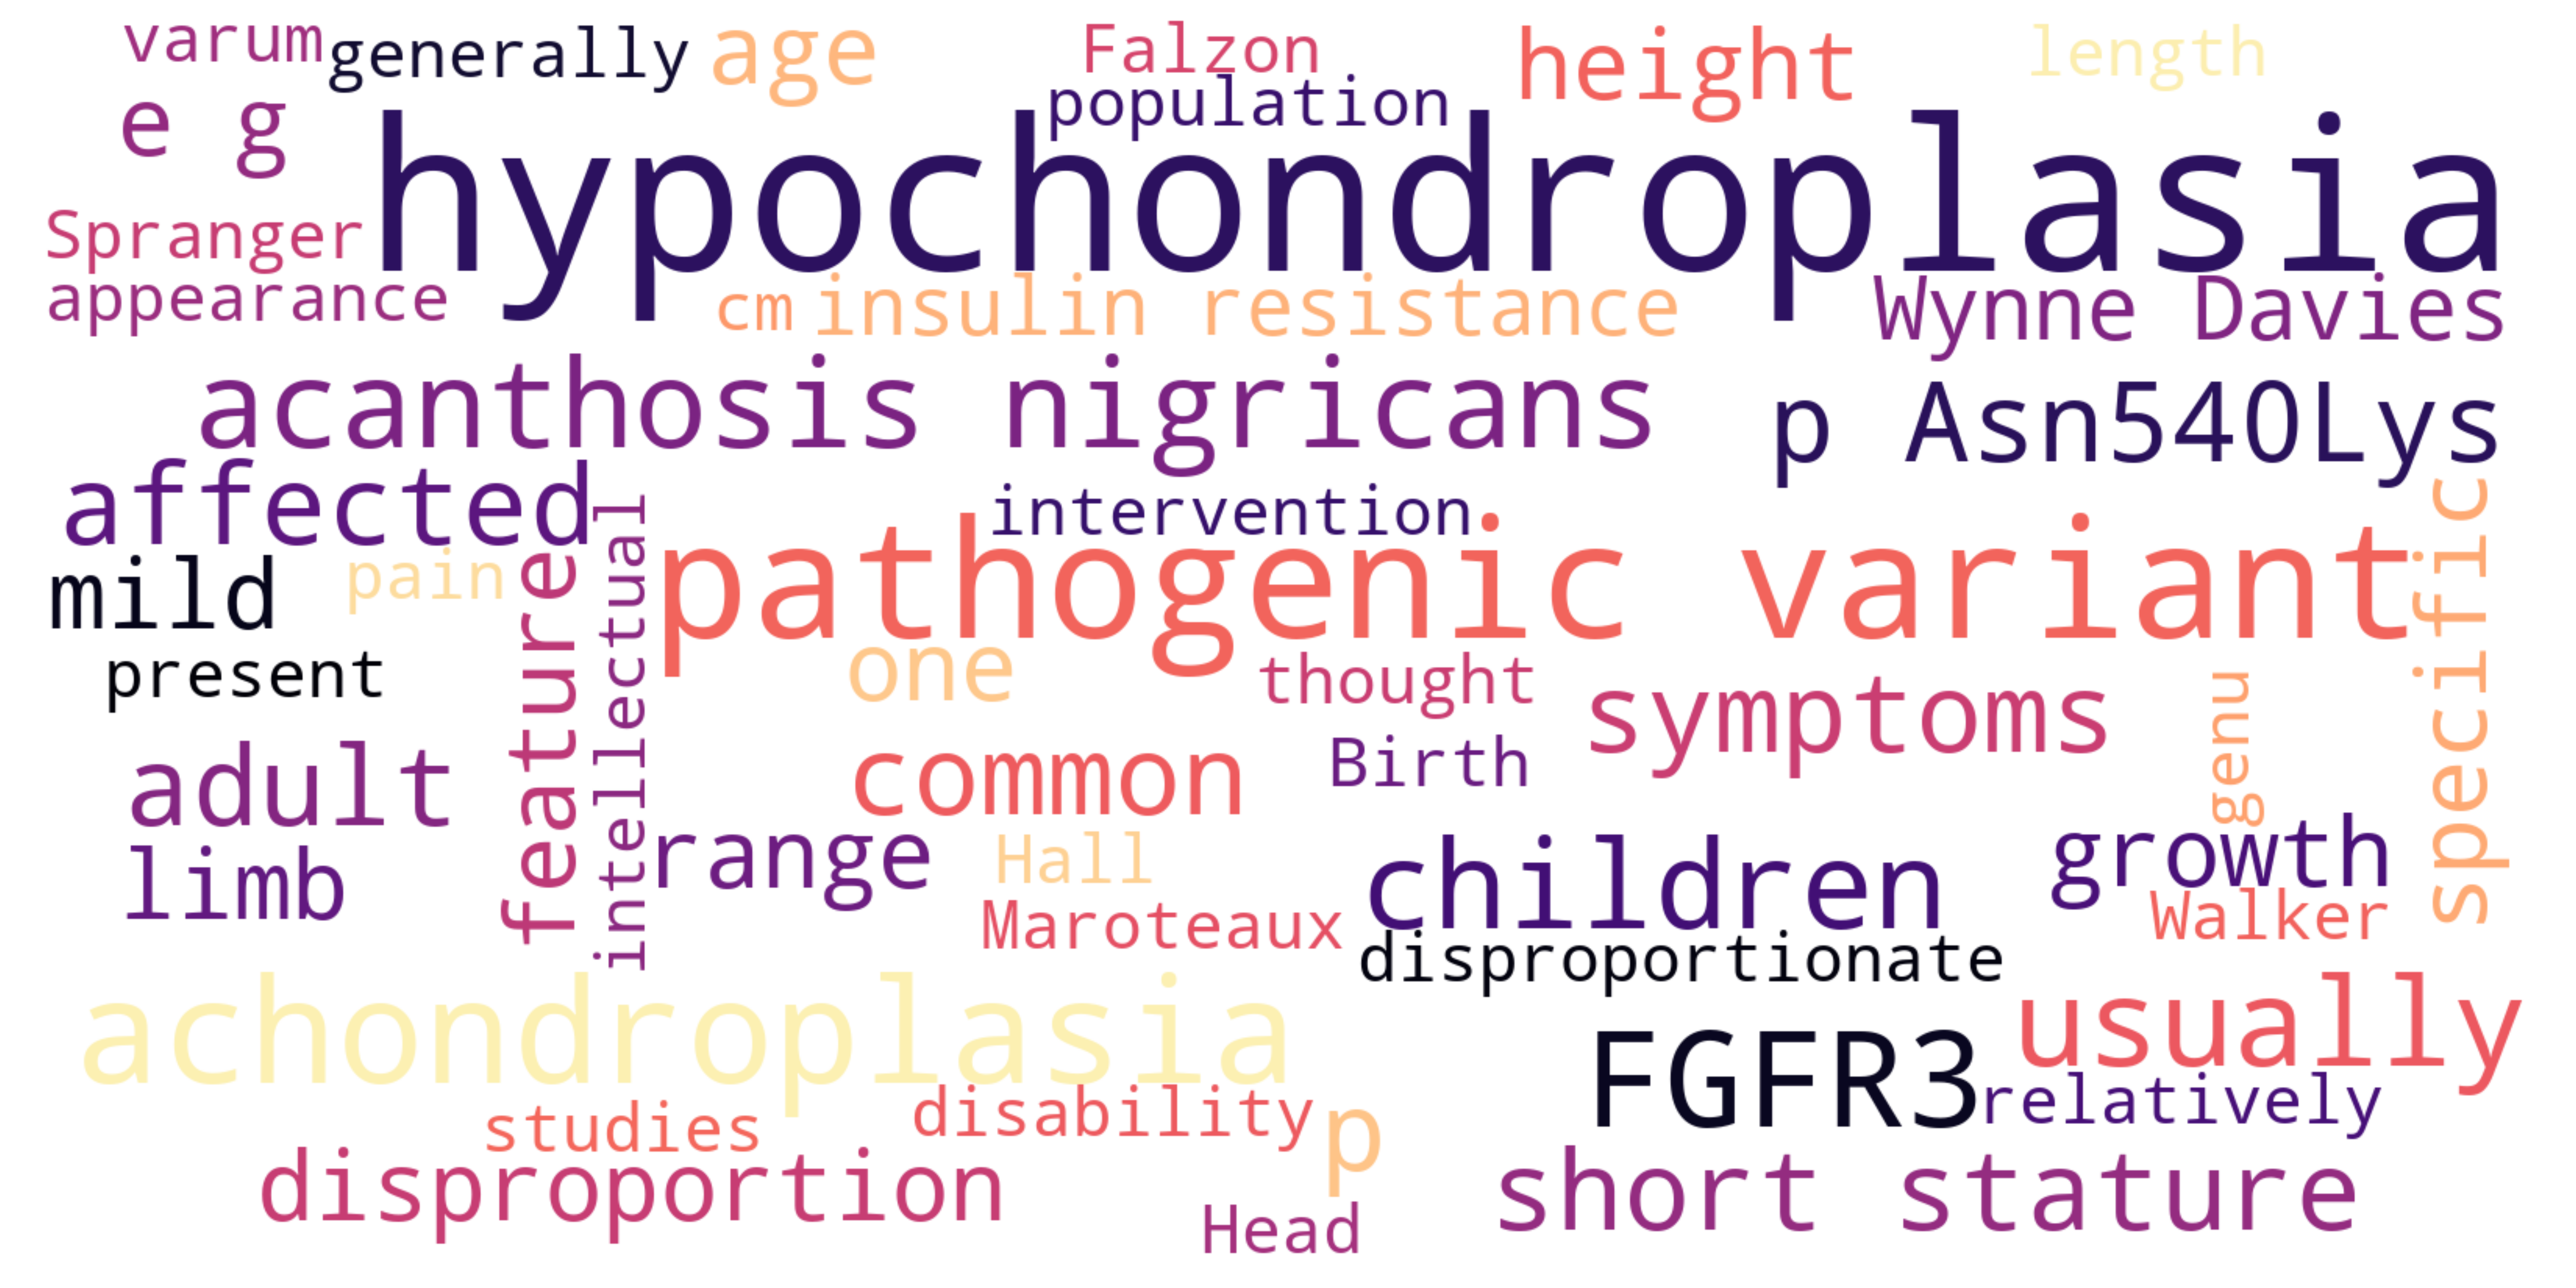 varum
generally
age
Falzon
height
length
population
e g
hypochondroplasia
Spranger
appearance
cm
insulin resistance
Wynne Davies
acanthosis nigricans
p Asn540Lys
affected
intervention
intellectual
specific
pathogenic variant
mild
pain
feature
present
one
thought
symptoms
genu
adult
common
Birth
limb
range
Hall
children
growth
Maroteaux
Walker
disproportionate
achondroplasia
usually
FGFR3
relatively
studies
disability
p
disproportion
short stature
Head